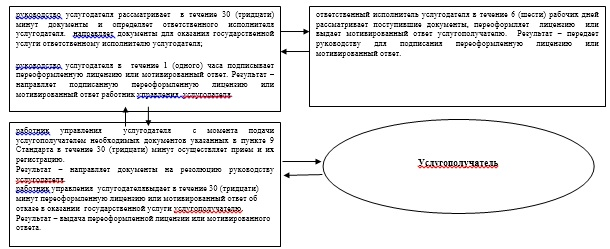 руководство услугодателя рассматривает в течение 30 (тридцати)
минут документы и определяет ответственного исполнителя
услугодателя, направляет документы для оказания государственной
услуги ответственному исполнителю услугодателя;
руководство услугодателя в течение 1 (одного) часа подписывает
переоформленную лицензию или мотивированный ответ. Результат –
направляет подписанную переоформленную лицензию или
мотивированный ответ работник управления услугодателя.
ответственный исполнитель услугодателя в течение 6 (шести) рабочих дней
рассматривает поступившие документы, переоформляет лицензию или
выдает мотивированный ответ услугополучателю. Результат – передает
руководству для подписания переоформленную лицензию или
мотивированный ответ.
работник управления услугодателя с момента подачи
услугополучателем необходимых документов указанных в пункте 9
Стандарта в течение 30 (тридцати) минут осуществляет прием и их
регистрацию.
Результат – направляет документы на резолюцию руководству
услугодателя
работник управления услугодателявыдает в течение 30 (тридцати)
минут переоформленную лицензию или мотивированный ответ об
отказе в оказании государственной услуги услугополучателю.
Результат – выдача переоформленной лицензии или мотивированного
ответа.
Услугополучатель